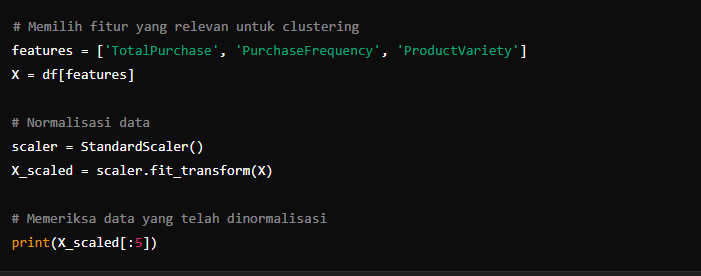 # Memilih fitur yang relevan untuk clustering
features = ['TotalPurchase', 'PurchaseFrequency', 'ProductVariety']
X = df[features]
# Normalisasi data
scaler = StandardScaler()
X_scaled = scaler.fit_transform(X)
# Memeriksa data yang telah dinormalisasi
print(X_scaled[:5])